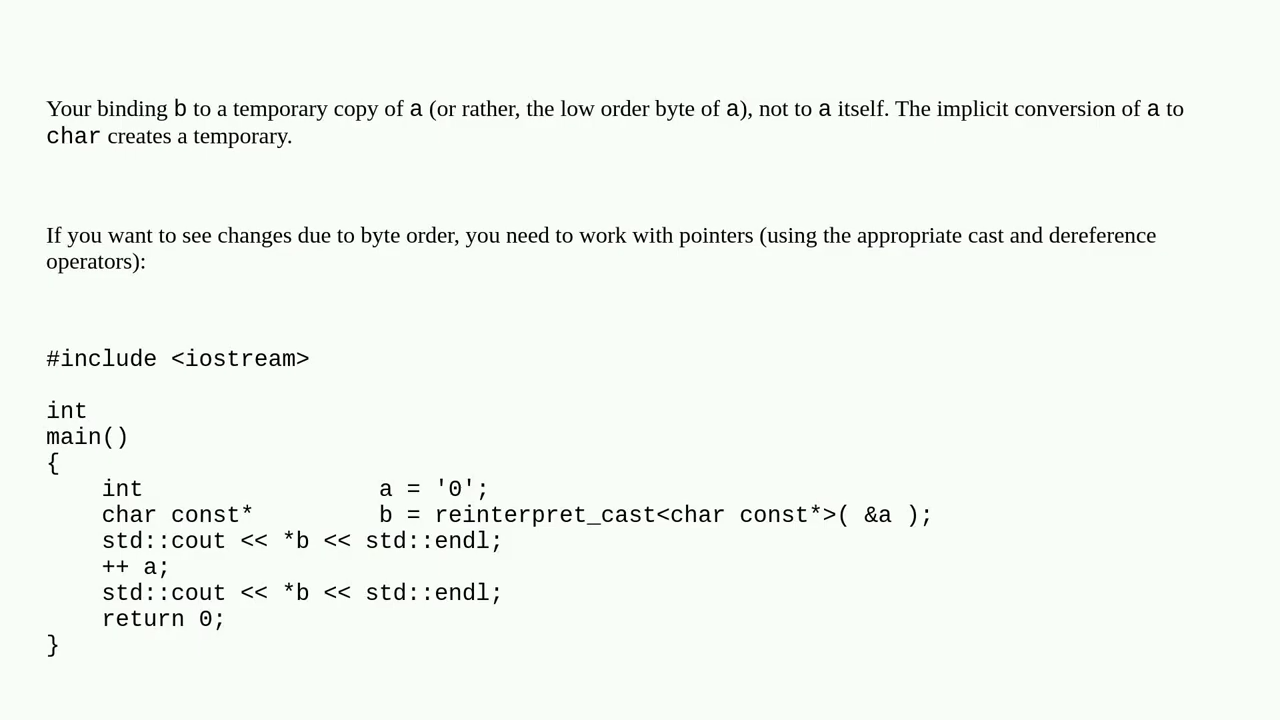 Your binding b to a temporary copy of a (or rather, the low order byte of a), not to a itself. The implicit conversion of a to
char creates a temporary.
If you want to see changes due to byte order, you need to work with pointers (using the appropriate cast and dereference
operators):
#include <iostream>
int
main()
{
    int                 a = '0';
    char const*         b = reinterpret_cast<char const*>( &a );
    std::cout << *b << std::endl;
    ++ a;
    std::cout << *b << std::endl;
    return 0;
}